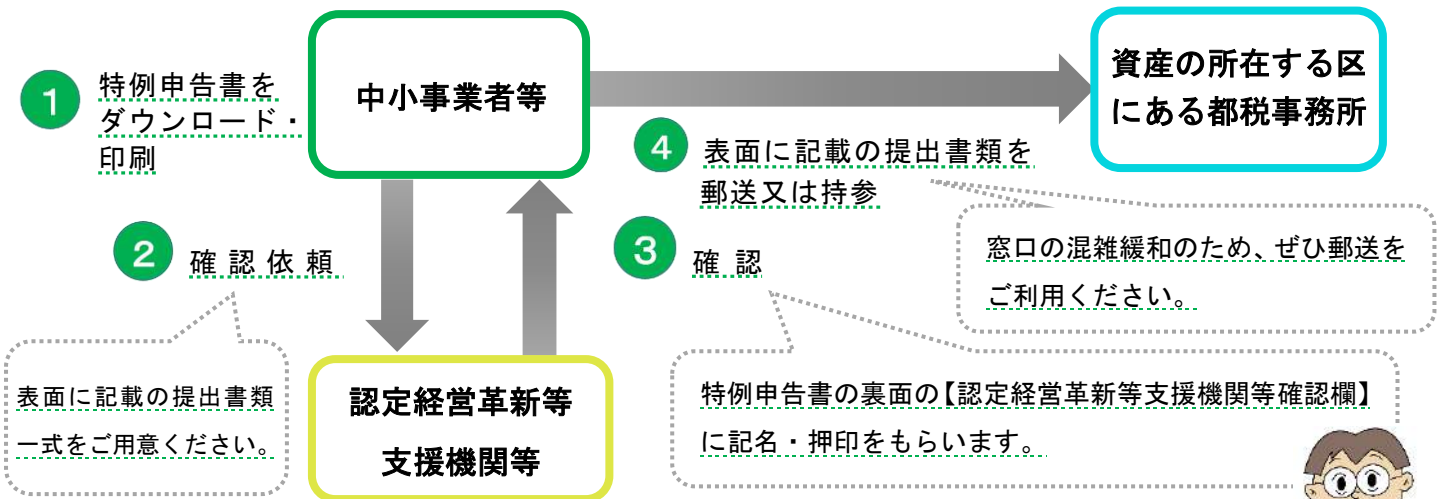 1
特例申告書を
ダウンロード・
印刷
中小事業者等
資産の所在する区
にある都税事務所
4
表面に記載の提出書類を
郵送又は持参
窓口の混雑緩和のため、ぜひ郵送を
ご利用ください。
2
確認依頼
表面に記載の提出書類
一式をご用意ください。
認定経営革新等
支援機関等
3
確認
特例申告書の裏面の【認定経営革新等支援機関等確認欄】
に記名・押印をもらいます。